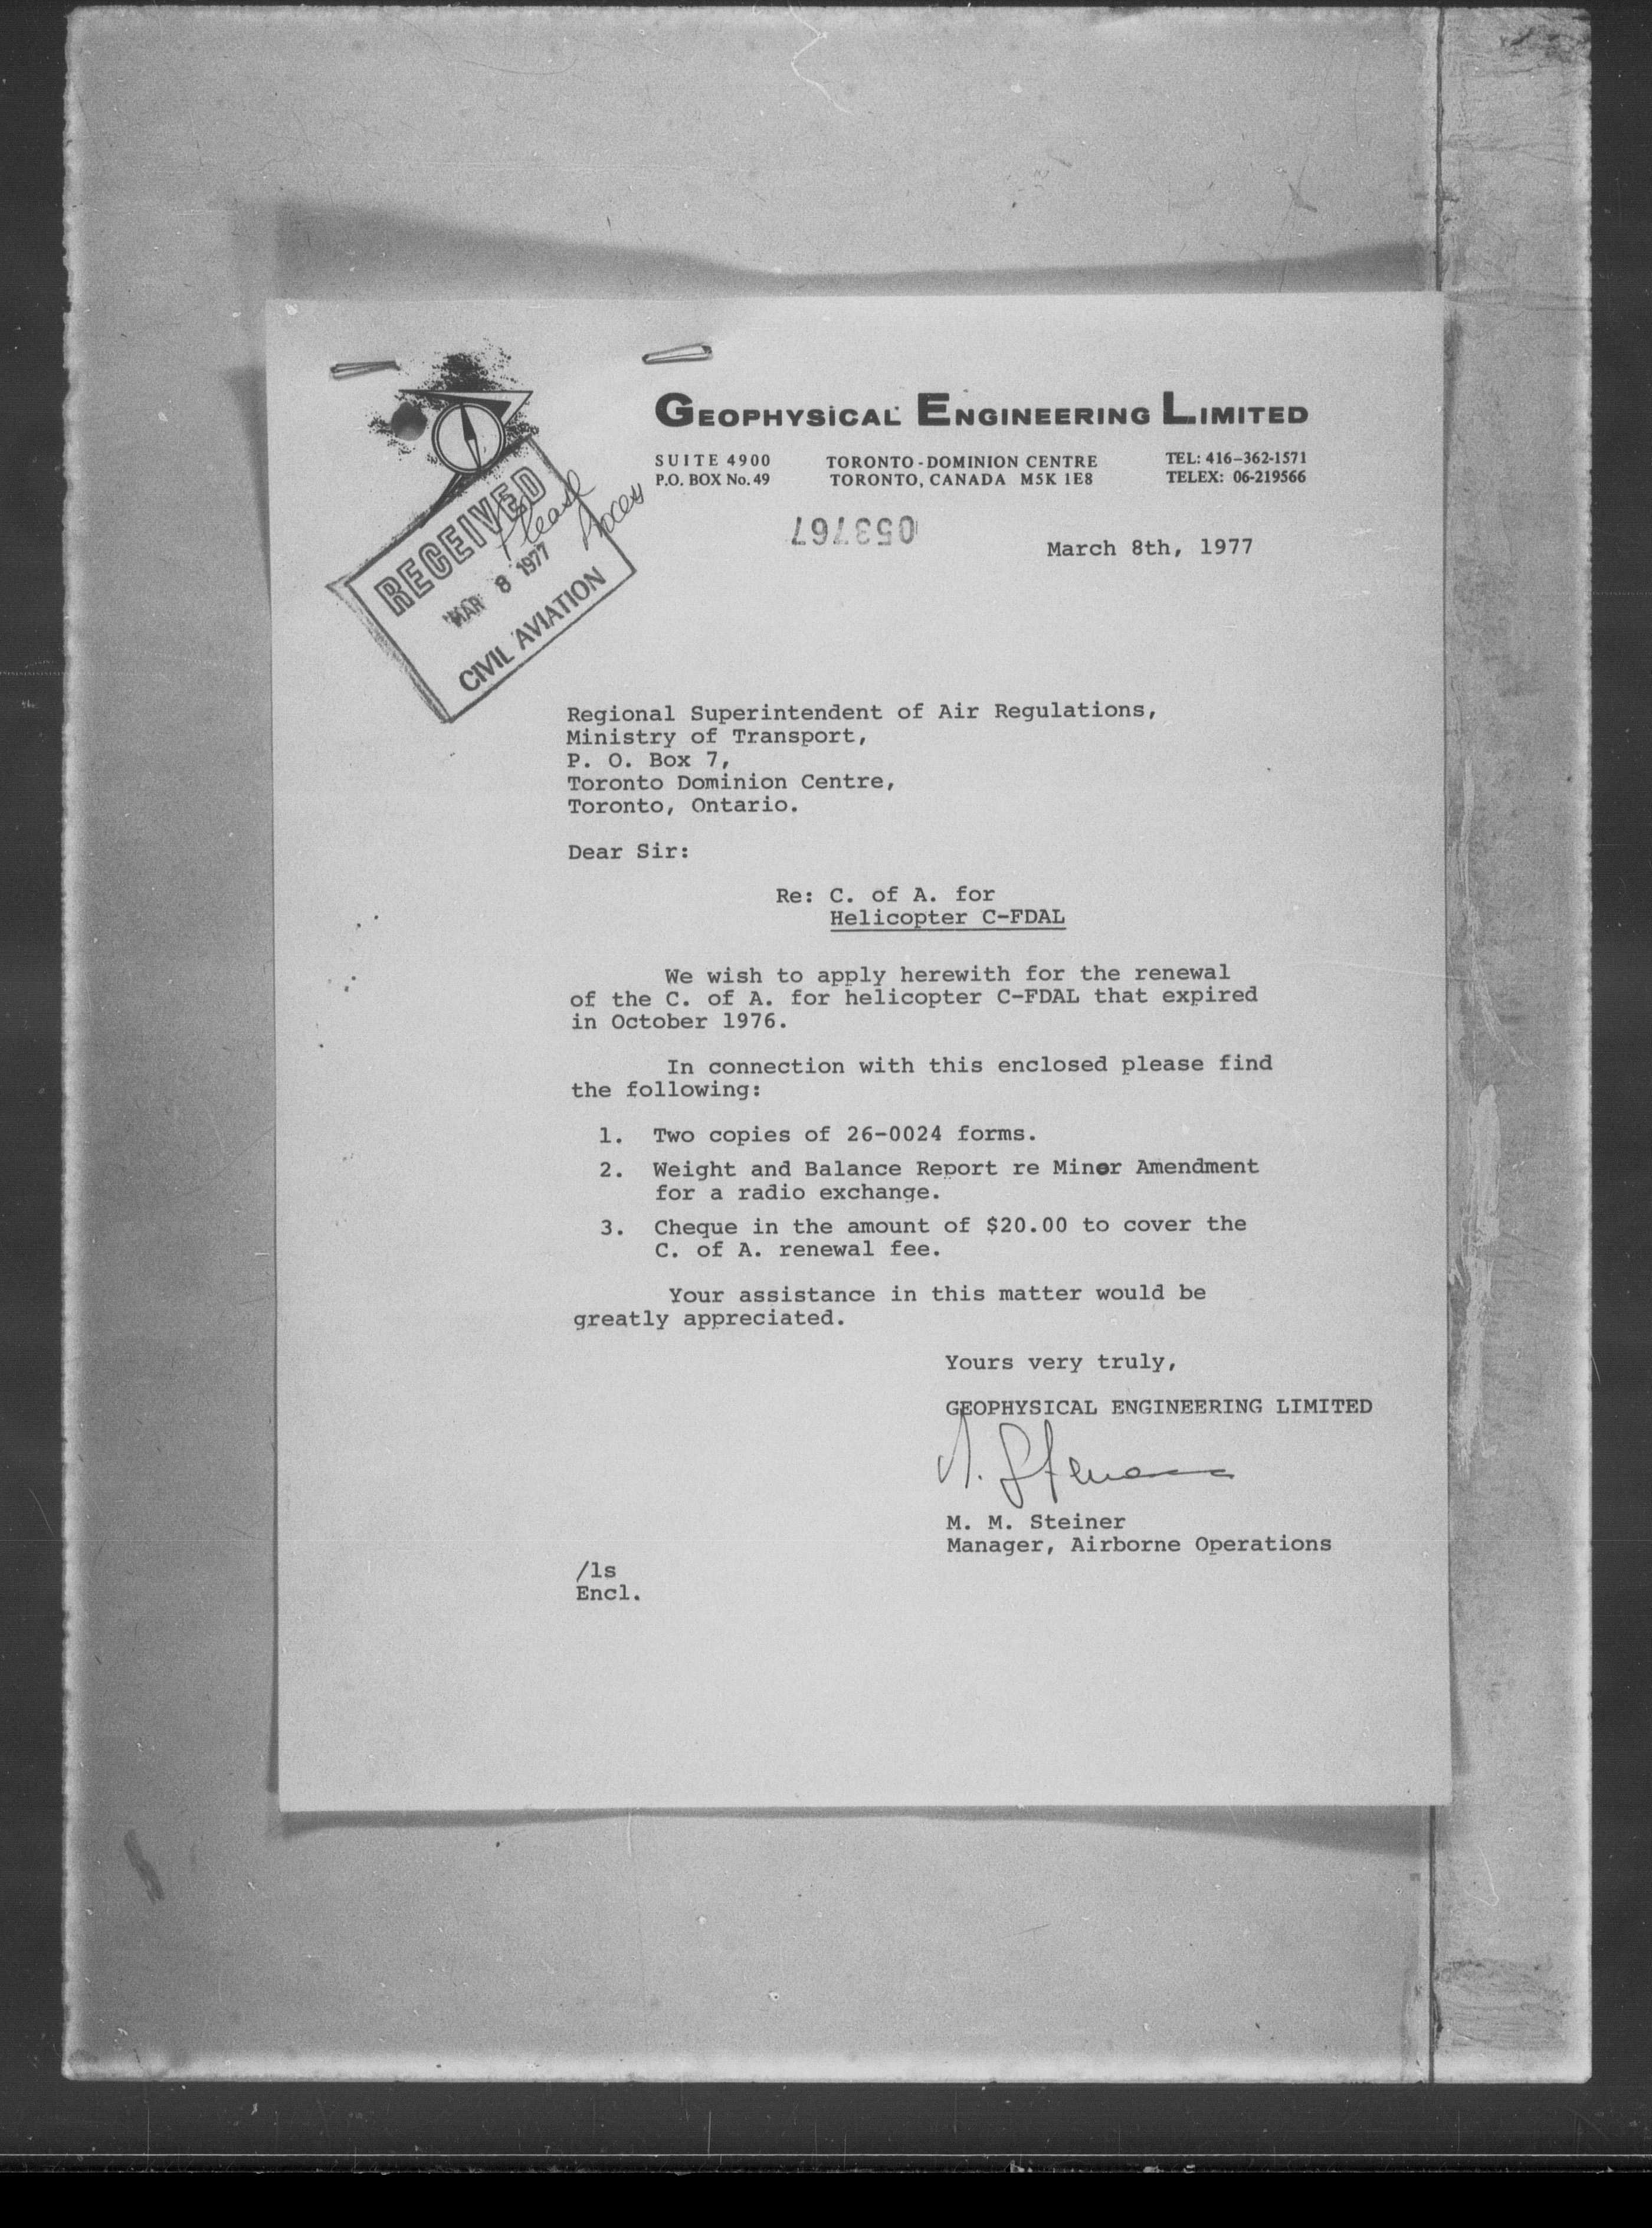 GEOPHYSICAL ENGINEERING LIMITED
SUITE 4900 TORONTO-DOMINION CENTRE TEL: 416-362-1571
P.O. BOX No. 49 TORONTO, CANADA M5K 1E8 TELEX: 06-219566
RECEIVED
MAR 8 1977
CIVIL AVIATION
Please
Process
053767
March 8th, 1977
Regional Superintendent of Air Regulations,
Ministry of Transport,
P. O. Box 7,
Toronto Dominion Centre,
Toronto, Ontario.
Dear Sir:
Re: C. of A. for
Helicopter C-FDAL
We wish to apply herewith for the renewal
of the C. of A. for helicopter C-FDAL that expired
in October 1976.
In connection with this enclosed please find
the following:
1. Two copies of 26-0024 forms.
2. Weight and Balance Report re Minor Amendment
for a radio exchange.
3. Cheque in the amount of $20.00 to cover the
C. of A. renewal fee.
Your assistance in this matter would be
greatly appreciated.
Yours very truly,
GEOPHYSICAL ENGINEERING LIMITED
M. M. Steiner
Manager, Airborne Operations
/ls
Encl.